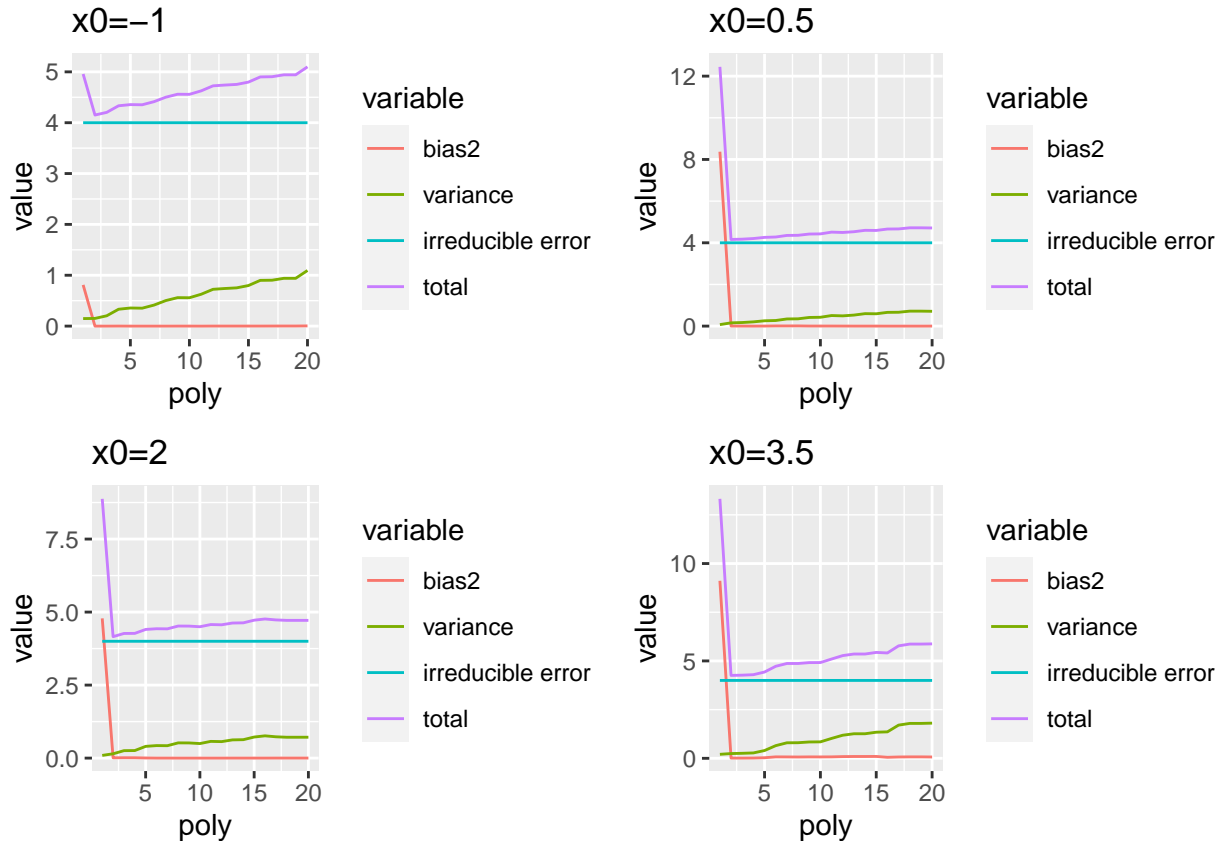 x0=−1
value
5
4
3
2
1
0
5 10 15 20
poly
variable
bias2
variance
irreducible error
total
x0=0.5
value
12
8
4
0
5 10 15 20
poly
variable
bias2
variance
irreducible error
total
x0=2
value
7.5
5.0
2.5
0.0
5 10 15 20
poly
variable
bias2
variance
irreducible error
total
x0=3.5
value
10
5
0
5 10 15 20
poly
variable
bias2
variance
irreducible error
total